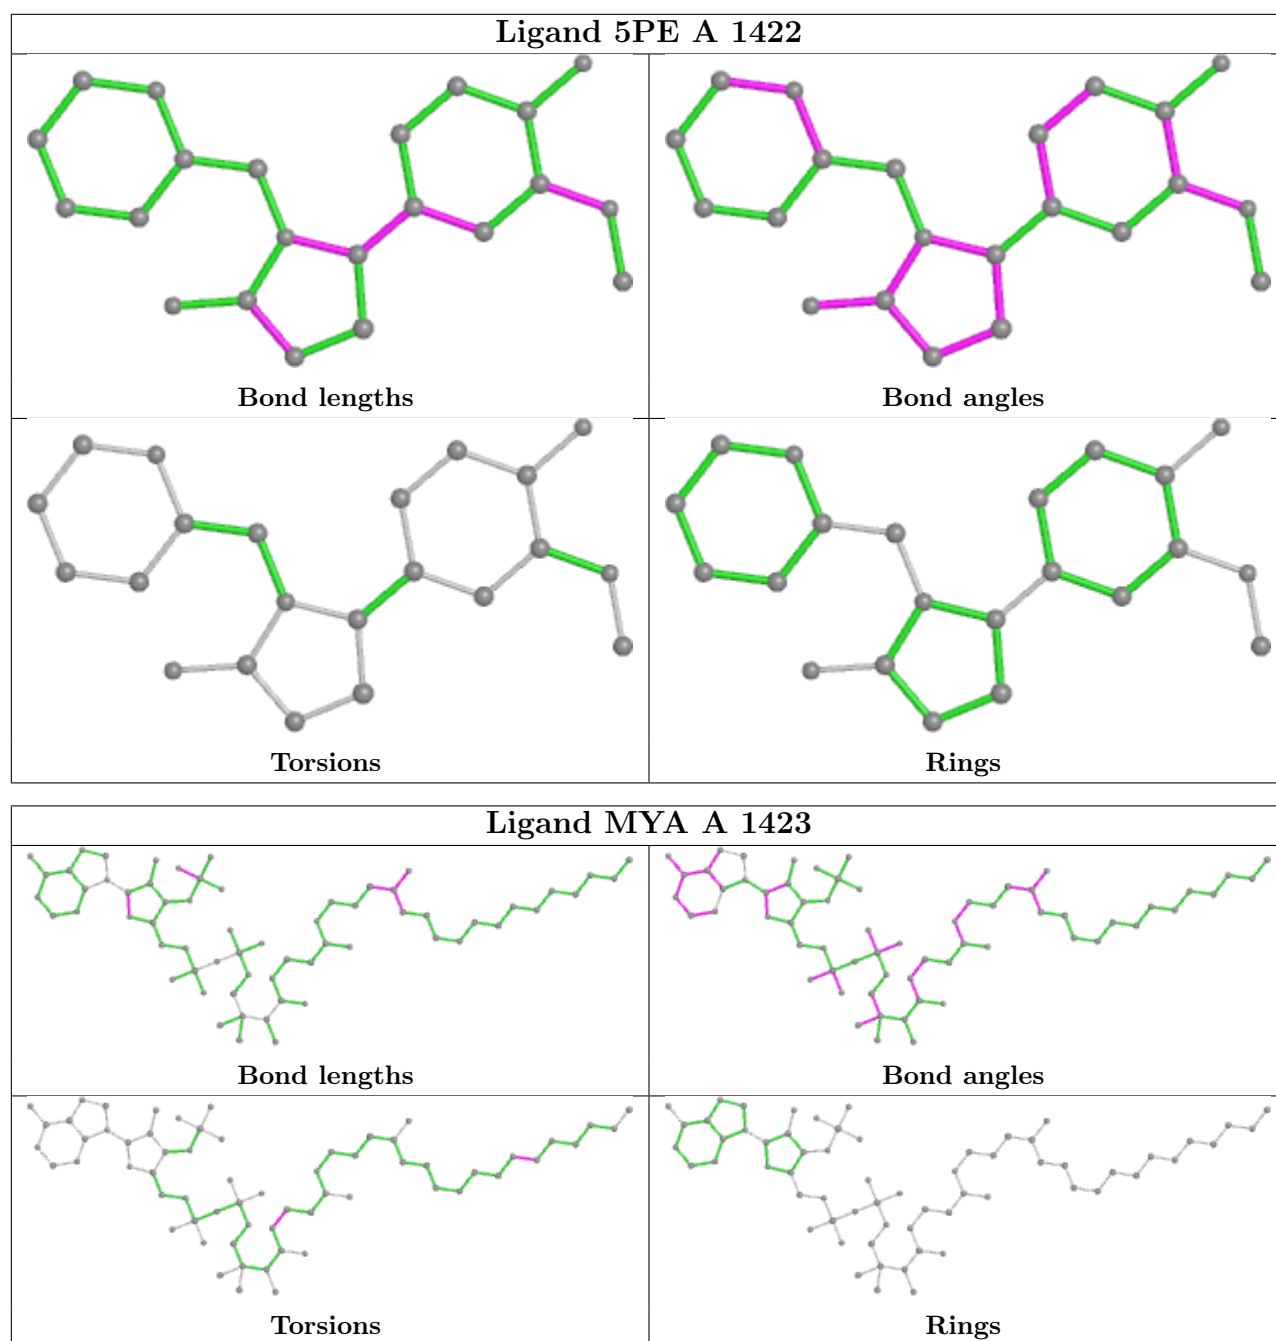 Ligand 5PE A 1422
Bond lengths
Bond angles
Torsions
Rings
Ligand MYA A 1423
Bond lengths
Bond angles
Torsions
Rings